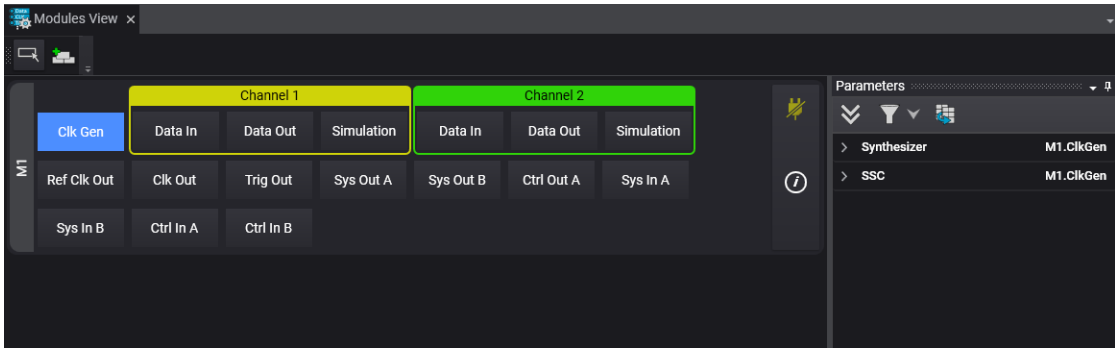 Modules View
Parameters
Channel 1 Channel 2
Clk Gen Data In Data Out Simulation Data In Data Out Simulation
M1
Ref Clk Out Clk Out Trig Out Sys Out A Sys Out B Ctrl Out A Sys In A
Sys In B Ctrl In A Ctrl In B
Synthesizer M1.ClkGen
SSC M1.ClkGen